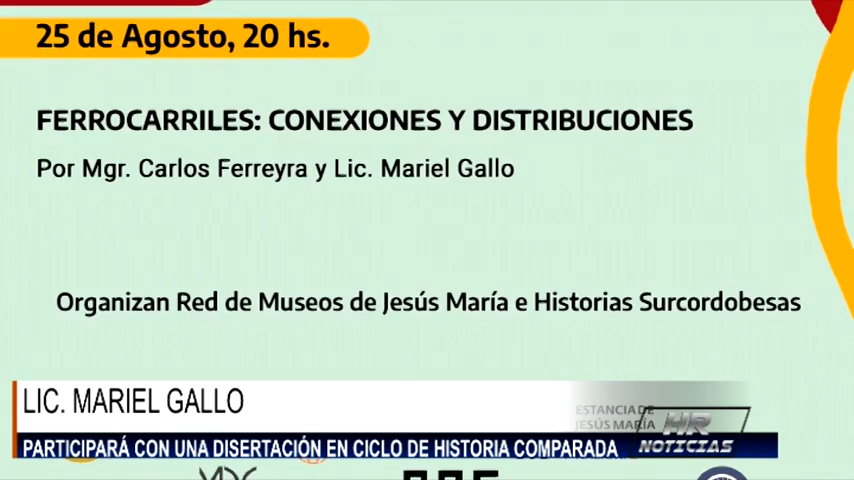 25 de Agosto, 20 hs.
FERROCARRILES: CONEXIONES Y DISTRIBUCIONES
Por Mgr. Carlos Ferreyra y Lic. Mariel Gallo
Organizan Red de Museos de Jesús María e Historias Surcordobesas
LIC. MARIEL GALLO
ESTANCIA DE
JESÚS MARÍA
HR
NOTICIAS
PARTICIPARÁ CON UNA DISERTACIÓN EN CICLO DE HISTORIA COMPARADA